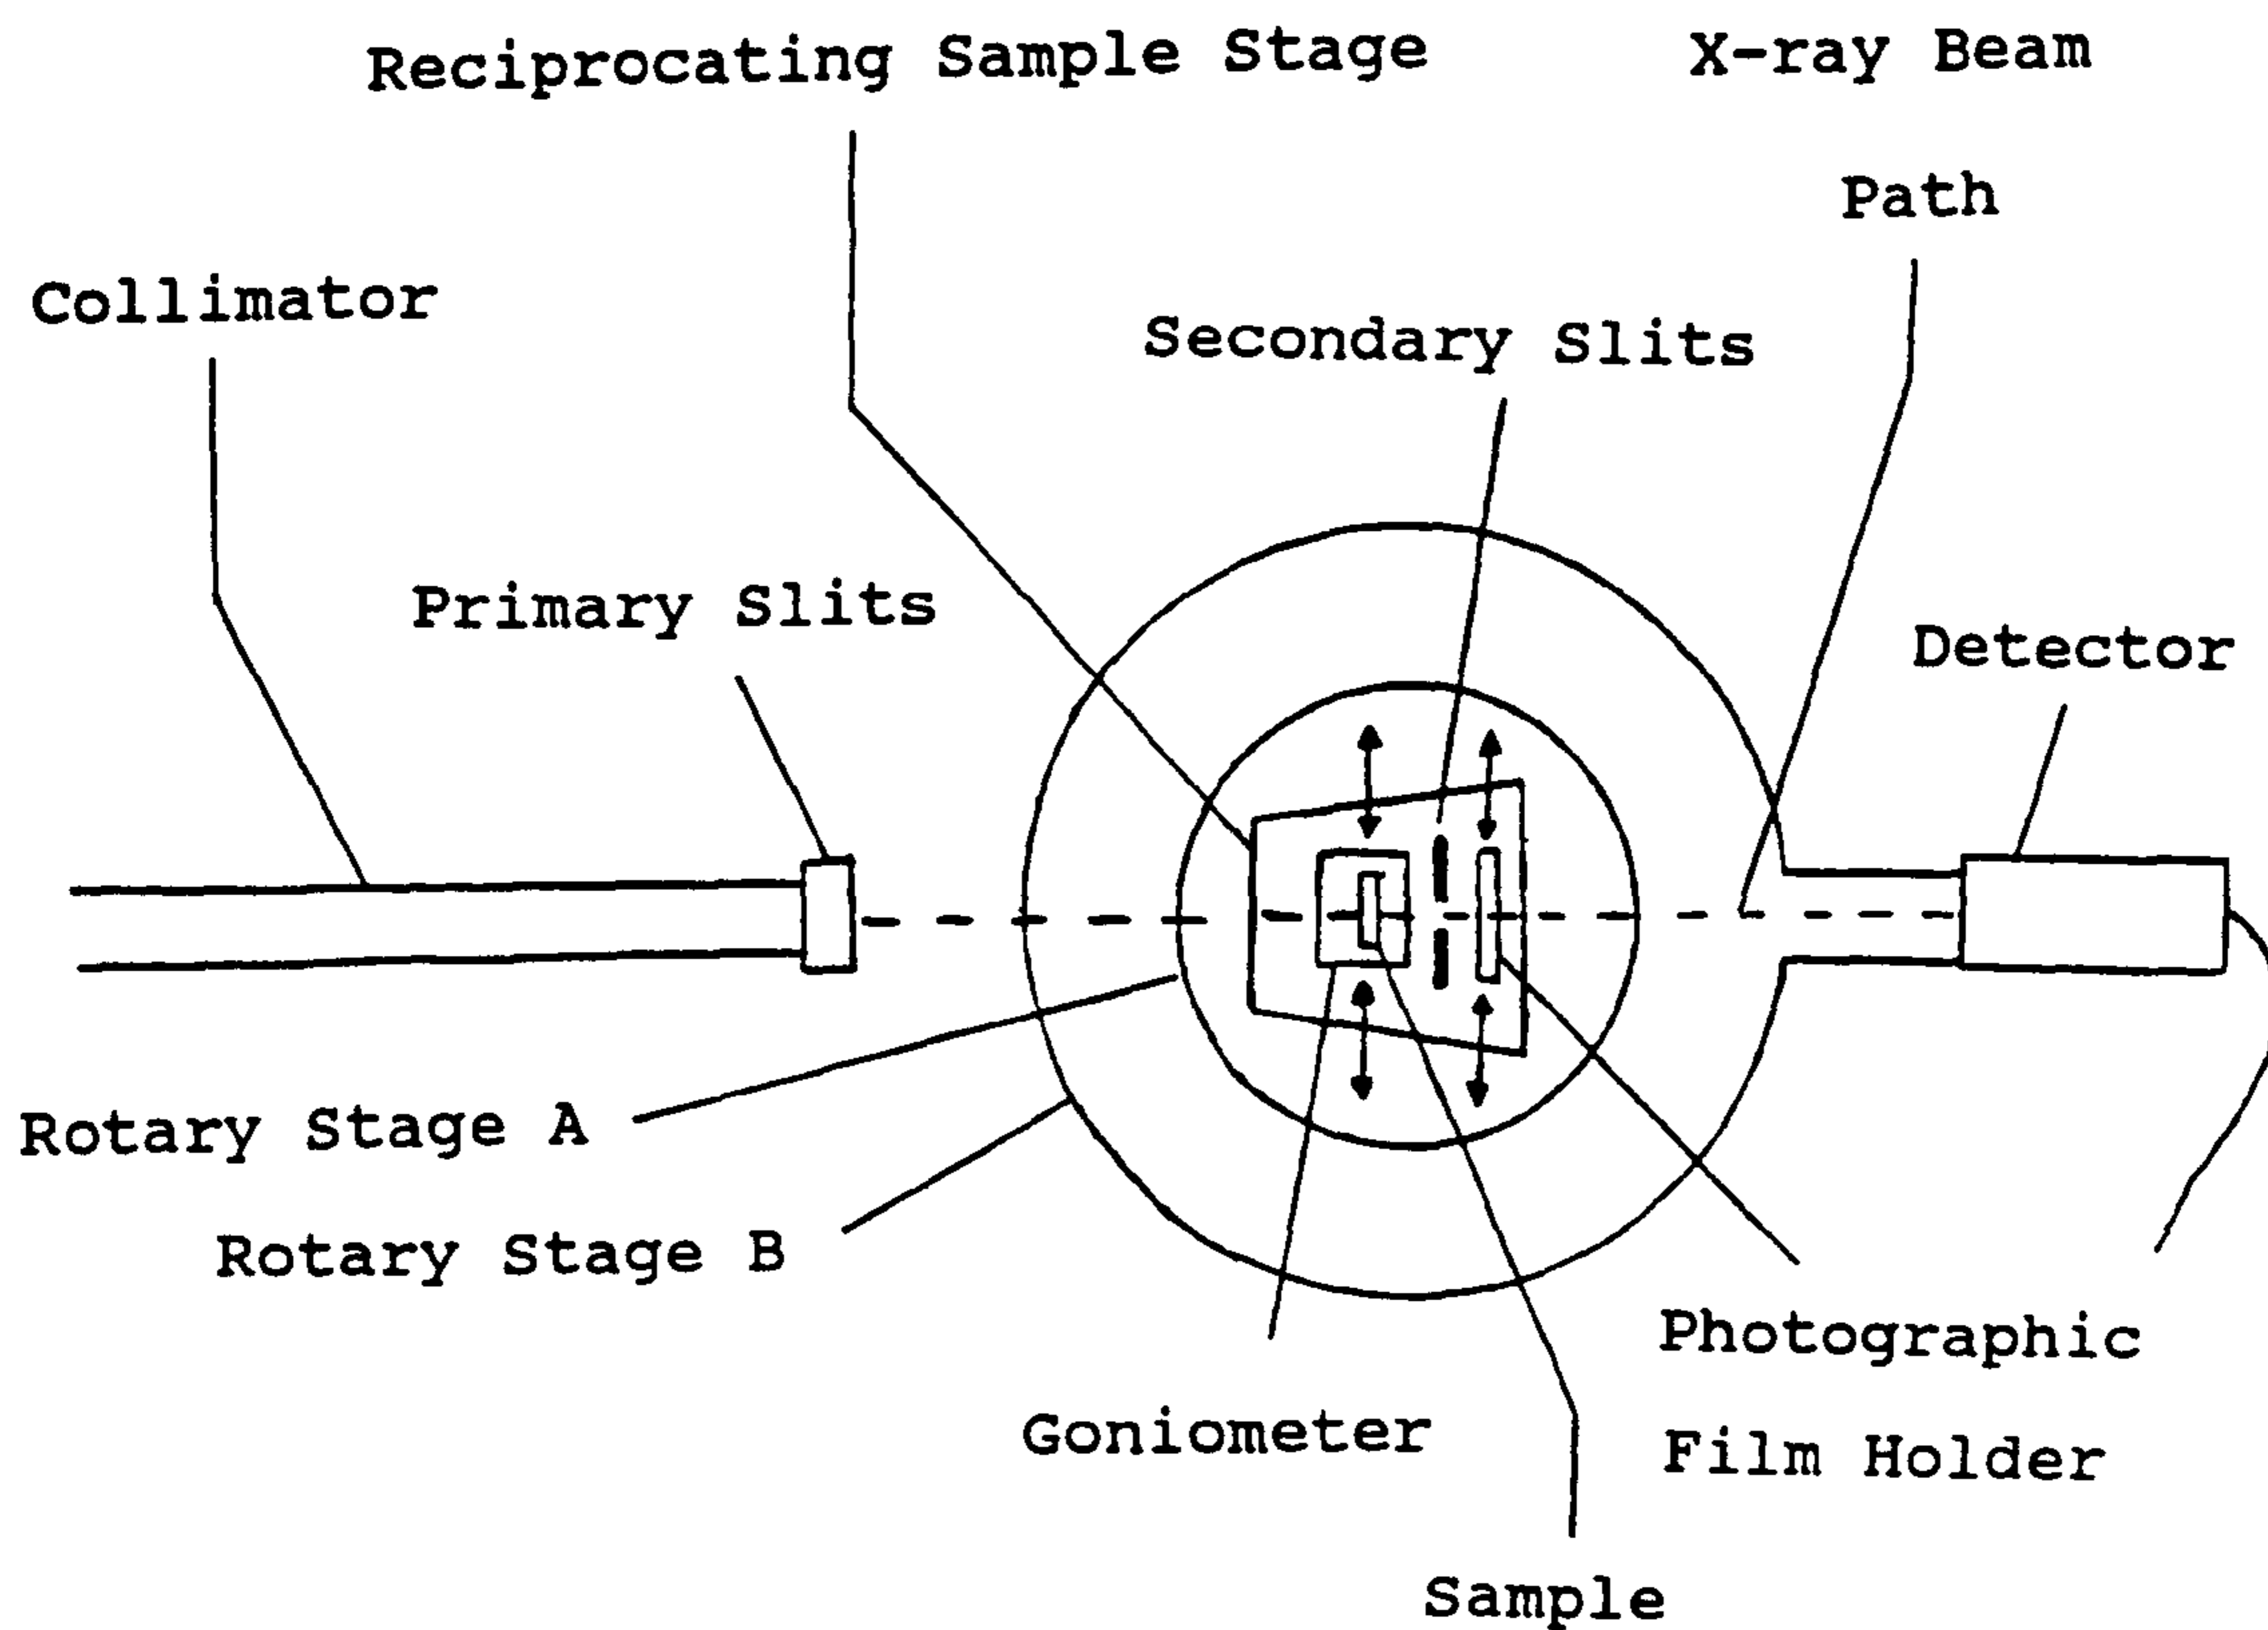 Reciprocating Sample Stage
X-ray Beam
Path
Collimator
Secondary Slits
Primary Slits
Detector
Rotary Stage A
Rotary Stage B
Photographic
Film Holder
Goniometer
Sample